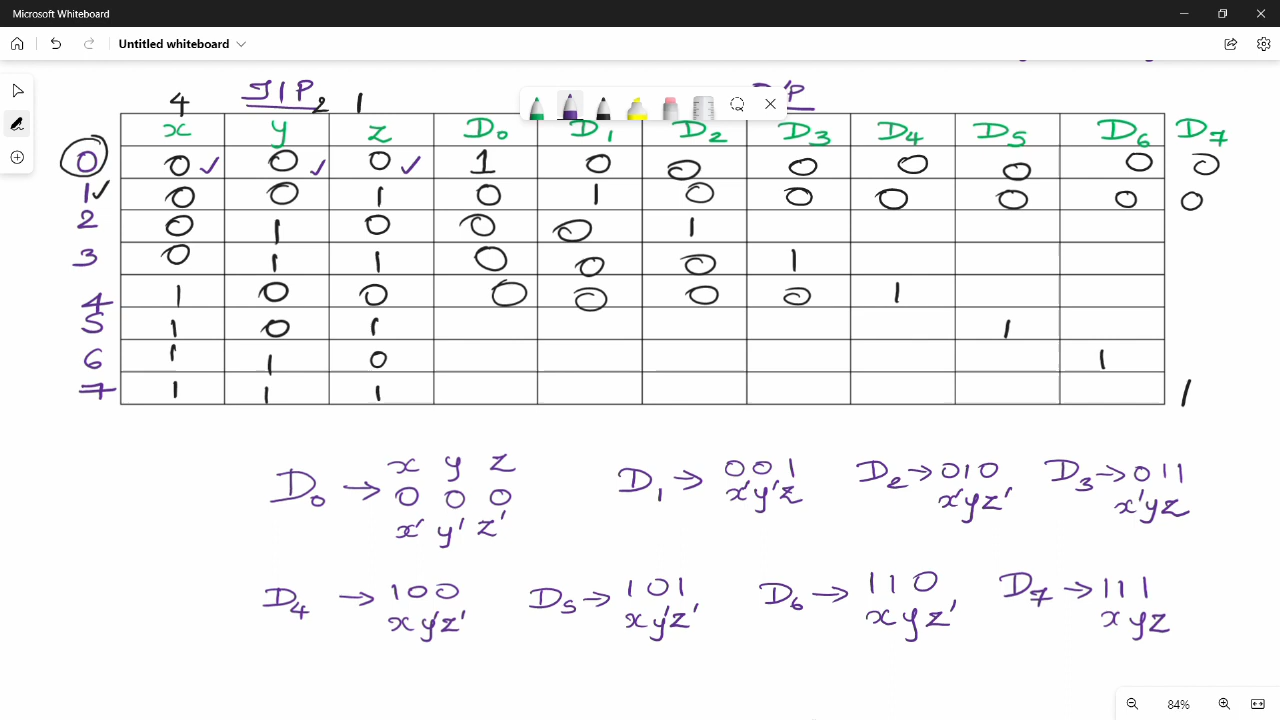 Microsoft Whiteboard
Untitled whiteboard
4 I/P 2 1 O/P
x y z D0 D1 D2 D3 D4 D5 D6 D7
0 0 ✓ 0 ✓ 0 ✓ 1 0 0 0 0 0 0 0
1 ✓ 0 0 1 0 1 0 0 0 0 0 0
2 0 1 0 0 0 1
3 0 1 1 0 0 0 1
4 1 0 0 0 0 0 0 1
5 1 0 1 1
6 1 1 0 1
7 1 1 1 1
x y z
D0 → 0 0 0
x' y' z'
D1 → 001
x'y'z
D2 → 010
x'yz'
D3 → 011
x'yz
D4 → 100
xy'z'
D5 → 101
xy'z'
D6 → 110
xyz'
D7 → 111
xyz
84%